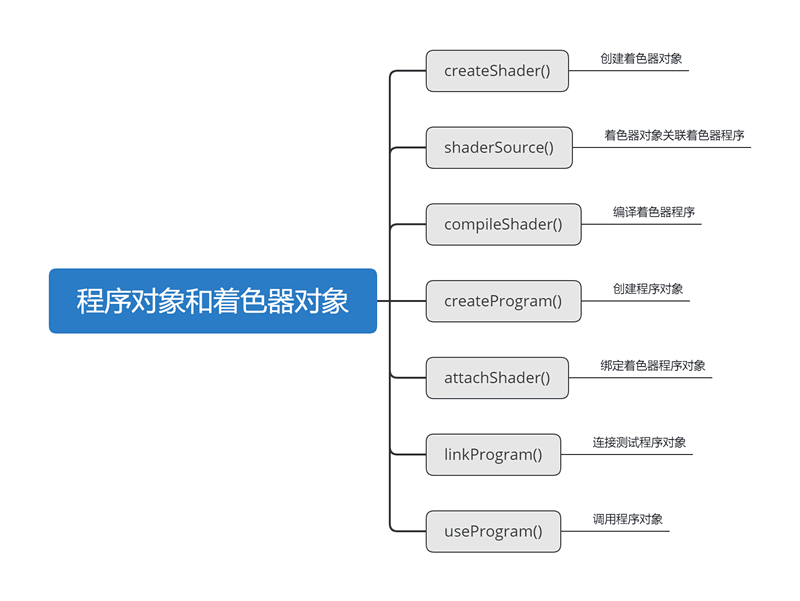 程序对象和着色器对象
createShader()
创建着色器对象
shaderSource()
着色器对象关联着色器程序
compileShader()
编译着色器程序
createProgram()
创建程序对象
attachShader()
绑定着色器程序对象
linkProgram()
连接测试程序对象
useProgram()
调用程序对象